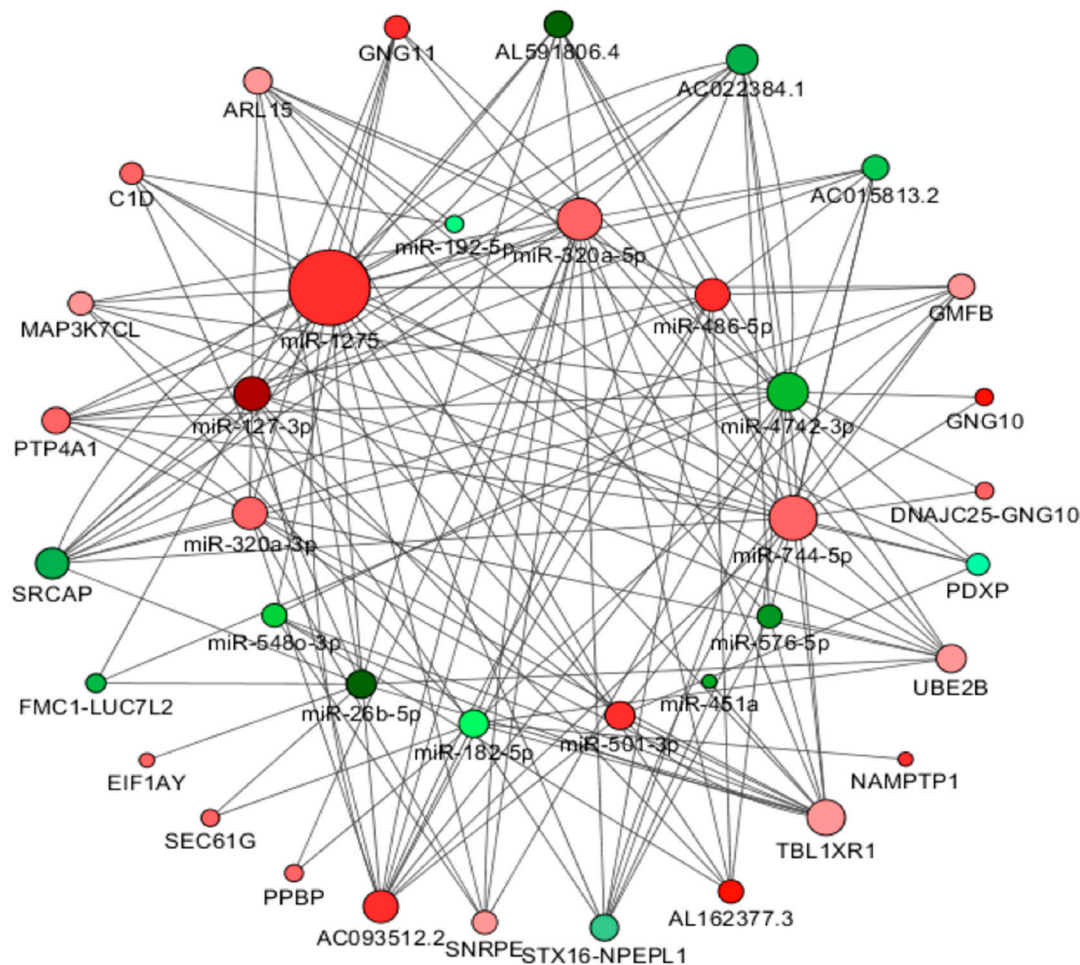 GNG11
AL591806.4
AC022384.1
ARL15
AC015813.2
C1D
miR-192-5p
miR-320a-5p
MAP3K7CL
miR-1275
miR-486-5p
GMFB
PTP4A1
miR-127-3p
miR-4742-3p
GNG10
DNAJC25-GNG10
miR-320a-3p
miR-744-5p
SRCAP
PDXP
miR-548o-3p
miR-576-5p
UBE2B
FMC1-LUC7L2
miR-26b-5p
miR-451a
miR-182-5p
miR-501-3p
EIF1AY
NAMPTP1
SEC61G
TBL1XR1
PPBP
AC093512.2
SNRPE
STX16-NPEPL1
AL162377.3